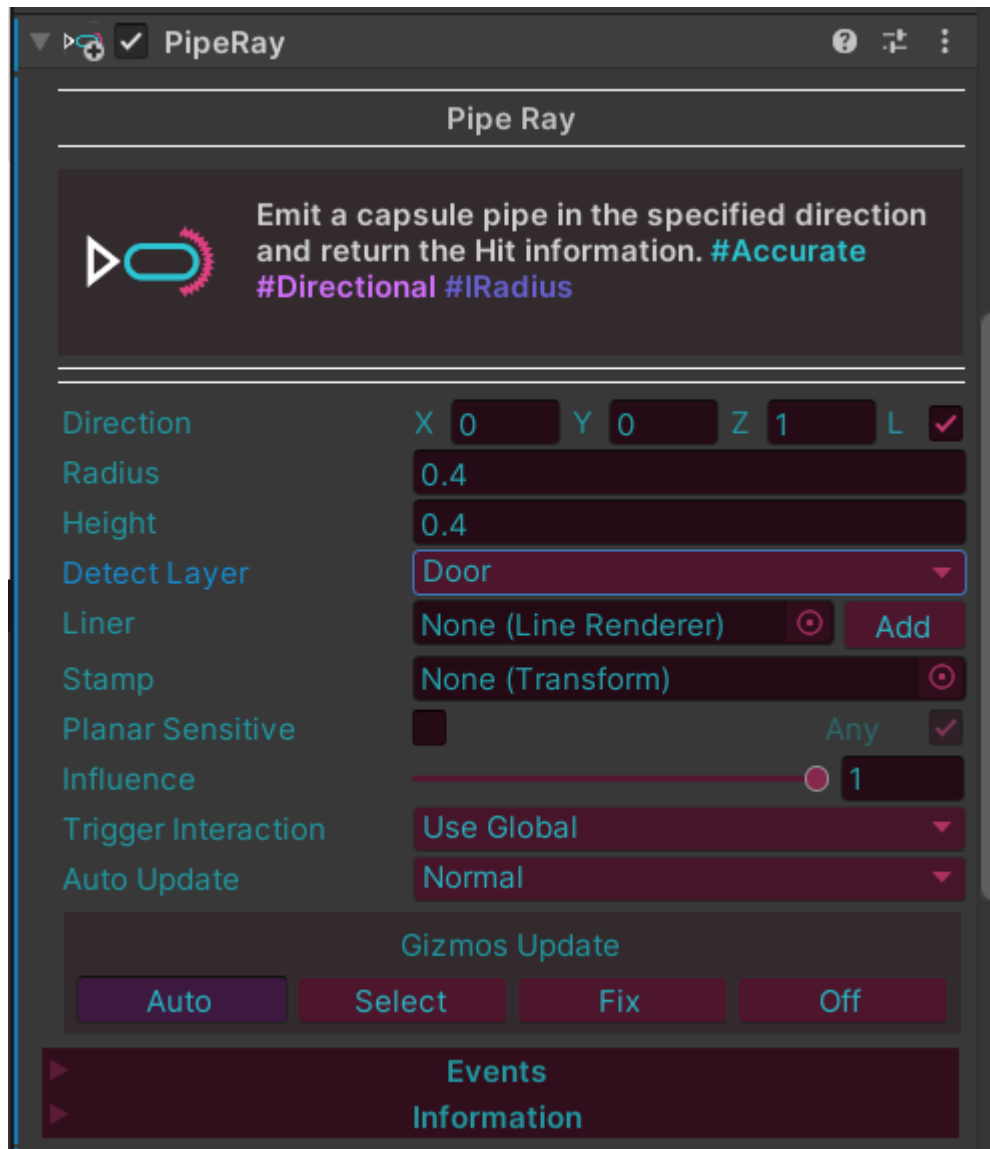 PipeRay
Pipe Ray
Emit a capsule pipe in the specified direction
and return the Hit information. #Accurate
#Directional #IRadius
Direction X 0 Y 0 Z 1 L
Radius 0.4
Height 0.4
Detect Layer Door
Liner None (Line Renderer) Add
Stamp None (Transform)
Planar Sensitive Any
Influence 1
Trigger Interaction Use Global
Auto Update Normal
Gizmos Update
Auto Select Fix Off
Events
Information